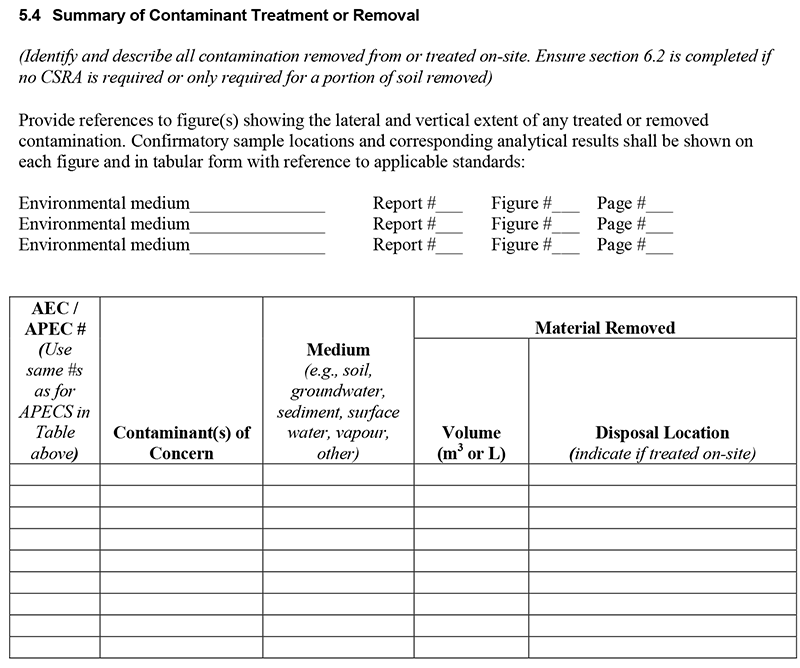 5.4 Summary of Contaminant Treatment or Removal
(Identify and describe all contamination removed from or treated on-site. Ensure section 6.2 is completed if
no CSRA is required or only required for a portion of soil removed)
Provide references to figure(s) showing the lateral and vertical extent of any treated or removed
contamination. Confirmatory sample locations and corresponding analytical results shall be shown on
each figure and in tabular form with reference to applicable standards:
Environmental medium_______________ Report #___ Figure #___ Page #___
Environmental medium_______________ Report #___ Figure #___ Page #___
Environmental medium_______________ Report #___ Figure #___ Page #___
AEC /
APEC #
(Use
same #s
as for
APECS in
Table
above)
Contaminant(s) of
Concern
Medium
(e.g., soil,
groundwater,
sediment, surface
water, vapour,
other)
Material Removed
Volume
(m³ or L)
Disposal Location
(indicate if treated on-site)